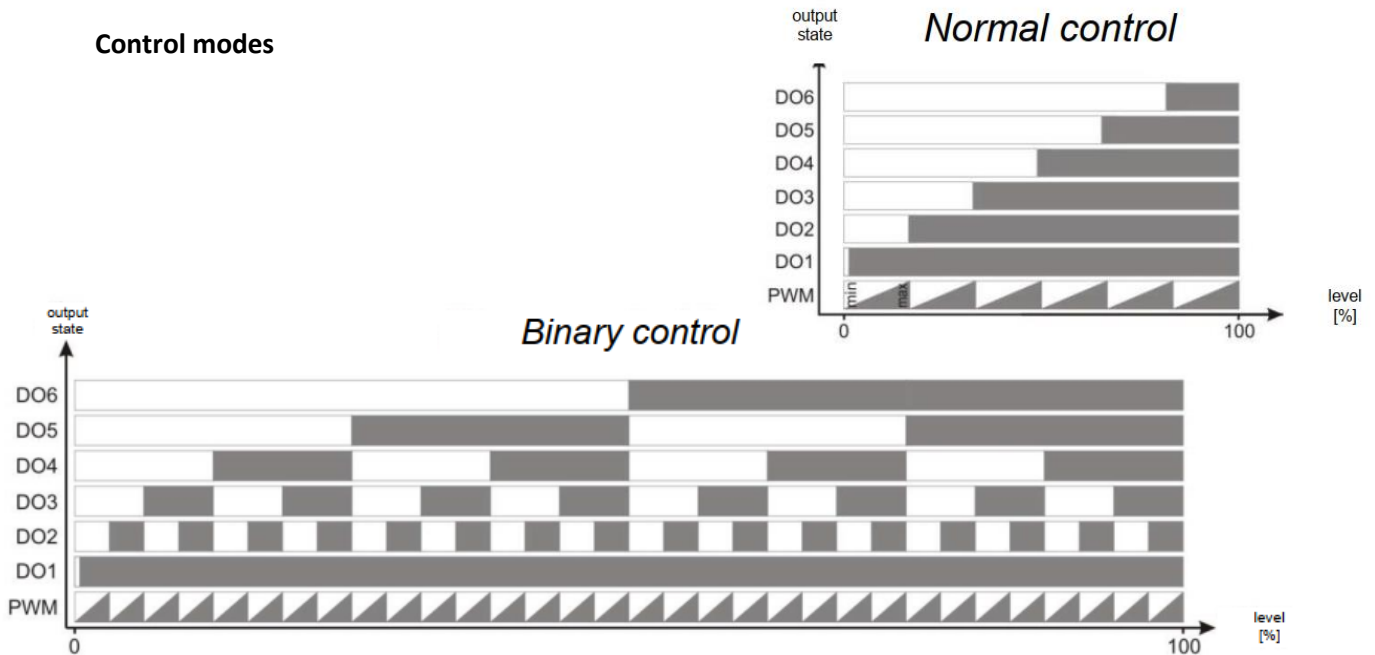 Control modes
output
state
Normal control
DO6
DO5
DO4
DO3
DO2
DO1
PWM
min
max
level
[%]
0
100
output
state
Binary control
DO6
DO5
DO4
DO3
DO2
DO1
PWM
level
[%]
0
100